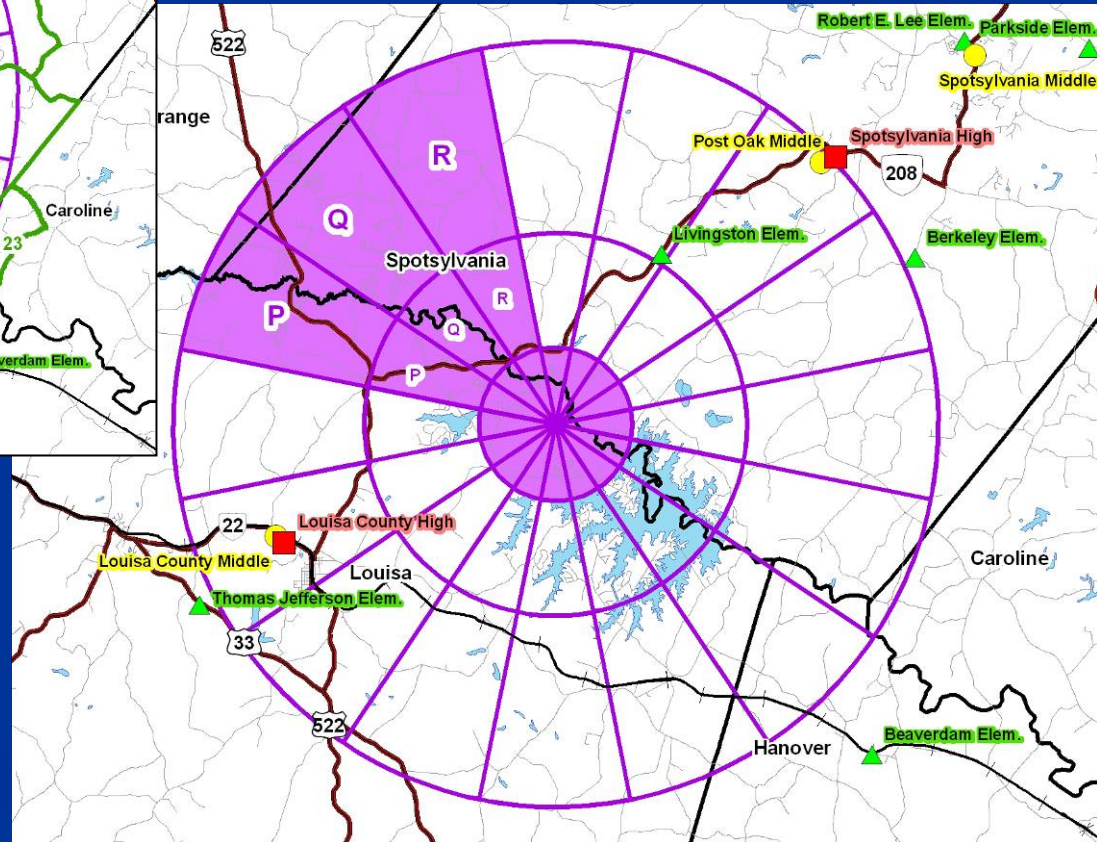 522
Robert E. Lee Elem.
Parkside Elem.
Spotsylvania Middle
range
Post Oak Middle
Spotsylvania High
208
R
Caroline
Q
23
Livingston Elem.
Berkeley Elem.
Spotsylvania
R
P
Q
verdam Elem.
P
22
Louisa County High
Louisa County Middle
Louisa
Caroline
Thomas Jefferson Elem.
33
522
Hanover
Beaverdam Elem.